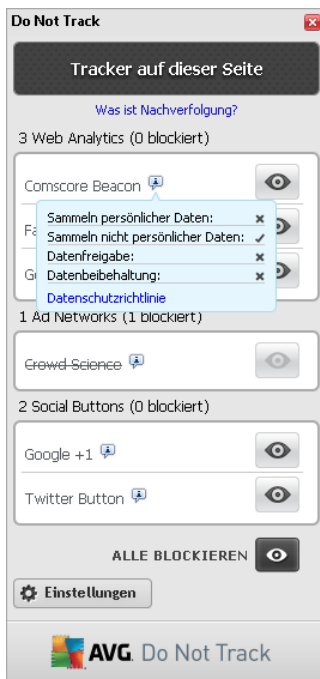 Do Not Track
Tracker auf dieser Seite
Was ist Nachverfolgung?
3 Web Analytics (0 blockiert)
Comscore Beacon
Sammeln persönlicher Daten:
Sammeln nicht persönlicher Daten:
Datenfreigabe:
Datenbeibehaltung:
Datenschutzrichtlinie
1 Ad Networks (1 blockiert)
Crowd Science
2 Social Buttons (0 blockiert)
Google +1
Twitter Button
ALLE BLOCKIEREN
Einstellungen
AVG. Do Not Track